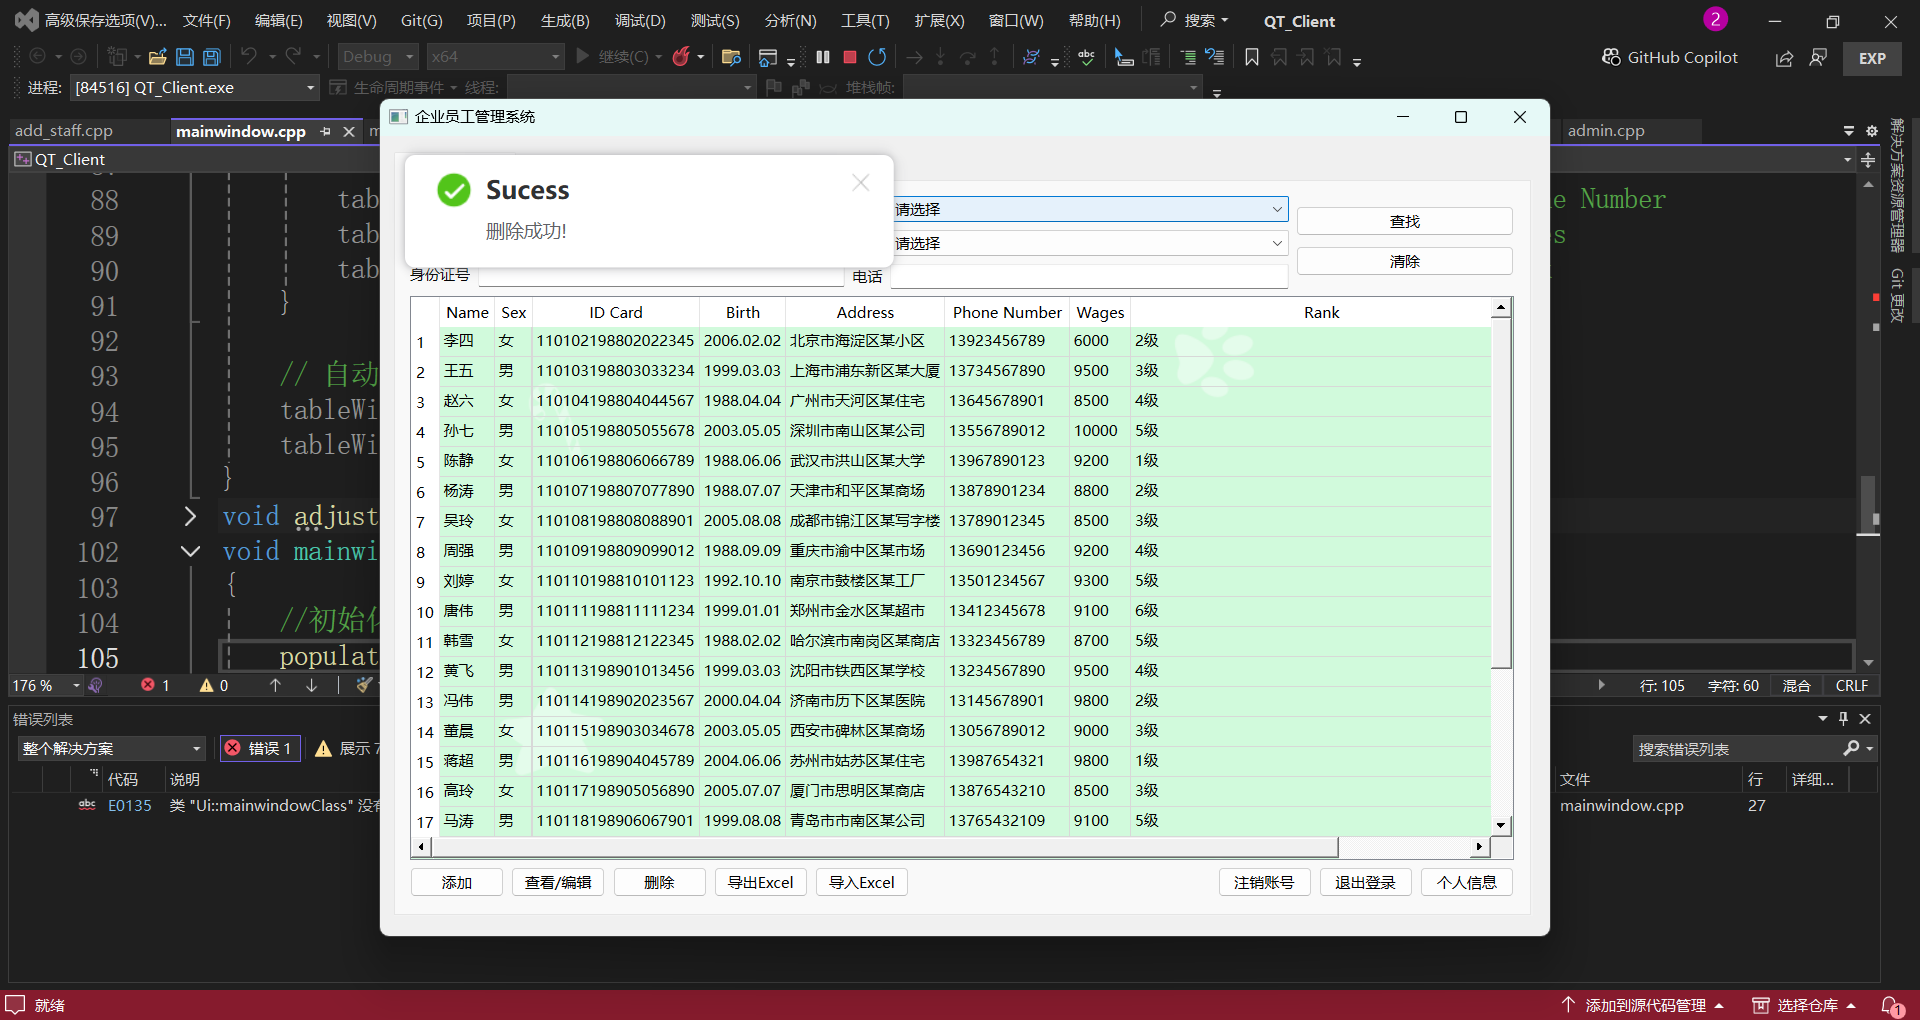 高级保存选项(V)... 文件(F) 编辑(E) 视图(V) Git(G) 项目(P) 生成(B) 调试(D) 测试(S) 分析(N) 工具(T) 扩展(X) 窗口(W) 帮助(H) 搜索 QT_Client 2
Debug x64 继续(C) GitHub Copilot EXP
进程: [84516] QT_Client.exe 生命周期事件 线程: 堆栈帧:
add_staff.cpp mainwindow.cpp admin.cpp
QT_Client
解决方案资源管理器
Git 更改
企业员工管理系统
Sucess
删除成功!
请选择 查找
请选择 清除
身份证号 电话
Name Sex ID Card Birth Address Phone Number Wages Rank
1 李四 女 110102198802022345 2006.02.02 北京市海淀区某小区 13923456789 6000 2级
2 王五 男 110103198803033234 1999.03.03 上海市浦东新区某大厦 13734567890 9500 3级
3 赵六 女 110104198804044567 1988.04.04 广州市天河区某住宅 13645678901 8500 4级
4 孙七 男 110105198805055678 2003.05.05 深圳市南山区某公司 13556789012 10000 5级
5 陈静 女 110106198806066789 1988.06.06 武汉市洪山区某大学 13967890123 9200 1级
6 杨涛 男 110107198807077890 1988.07.07 天津市和平区某商场 13878901234 8800 2级
7 吴玲 女 110108198808088901 2005.08.08 成都市锦江区某写字楼 13789012345 8500 3级
8 周强 男 110109198809099012 1988.09.09 重庆市渝中区某市场 13690123456 9200 4级
9 刘婷 女 110110198810101123 1992.10.10 南京市鼓楼区某工厂 13501234567 9300 5级
10 唐伟 男 110111198811111234 1999.01.01 郑州市金水区某超市 13412345678 9100 6级
11 韩雪 女 110112198812122345 1988.02.02 哈尔滨市南岗区某商店 13323456789 8700 5级
12 黄飞 男 110113198901013456 1999.03.03 沈阳市铁西区某学校 13234567890 9500 4级
13 冯伟 男 110114198902023567 2000.04.04 济南市历下区某医院 13145678901 9800 2级
14 董晨 女 110115198903034678 2003.05.05 西安市碑林区某商场 13056789012 9000 3级
15 蒋超 男 110116198904045789 2004.06.06 苏州市姑苏区某住宅 13987654321 9800 1级
16 高玲 女 110117198905056890 2005.07.07 厦门市思明区某商店 13876543210 8500 3级
17 马涛 男 110118198906067901 1999.08.08 青岛市市南区某公司 13765432109 9100 5级
添加 查看/编辑 删除 导出Excel 导入Excel 注销账号 退出登录 个人信息
88 tab e Number
89 tab s
90 tab
91 }
92
93 // 自动
94 tableWi
95 tableWi
96 }
97 void adjust
102 void mainwi
103 {
104 //初始化
105 populat
176 % 1 0 行: 105 字符: 60 混合 CRLF
错误列表
整个解决方案 错误 1 展示 7 搜索错误列表
代码 说明 文件 行 详细...
abc E0135 类 "Ui::mainwindowClass" 没有 mainwindow.cpp 27
就绪 添加到源代码管理 选择仓库 1